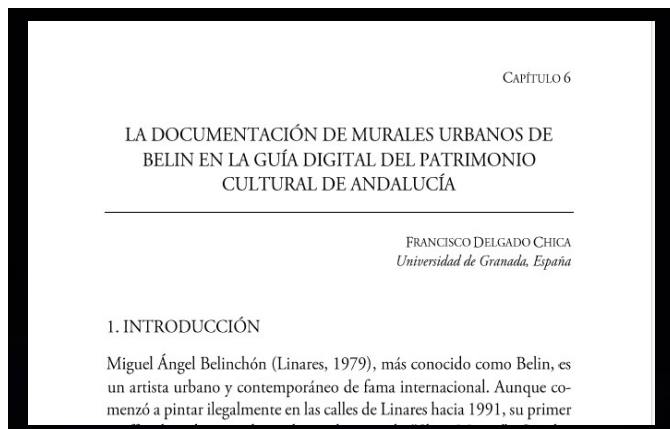 CAPÍTULO 6
LA DOCUMENTACIÓN DE MURALES URBANOS DE
BELIN EN LA GUÍA DIGITAL DEL PATRIMONIO
CULTURAL DE ANDALUCÍA
FRANCISCO DELGADO CHICA
Universidad de Granada, España
1. INTRODUCCIÓN
Miguel Ángel Belinchón (Linares, 1979), más conocido como Belin, es
un artista urbano y contemporáneo de fama internacional. Aunque co-
menzó a pintar ilegalmente en las calles de Linares hacia 1991, su primer